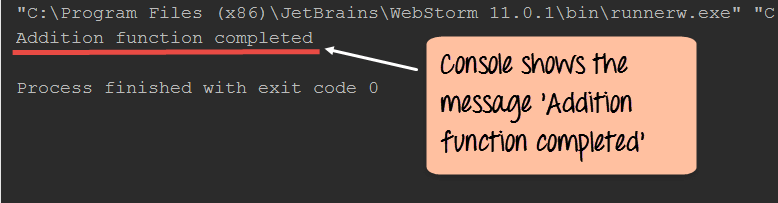 "C:\Program Files (x86)\JetBrains\WebStorm 11.0.1\bin\runnerw.exe" "C
Addition function completed
Console shows the
message 'Addition
function completed'
Process finished with exit code 0